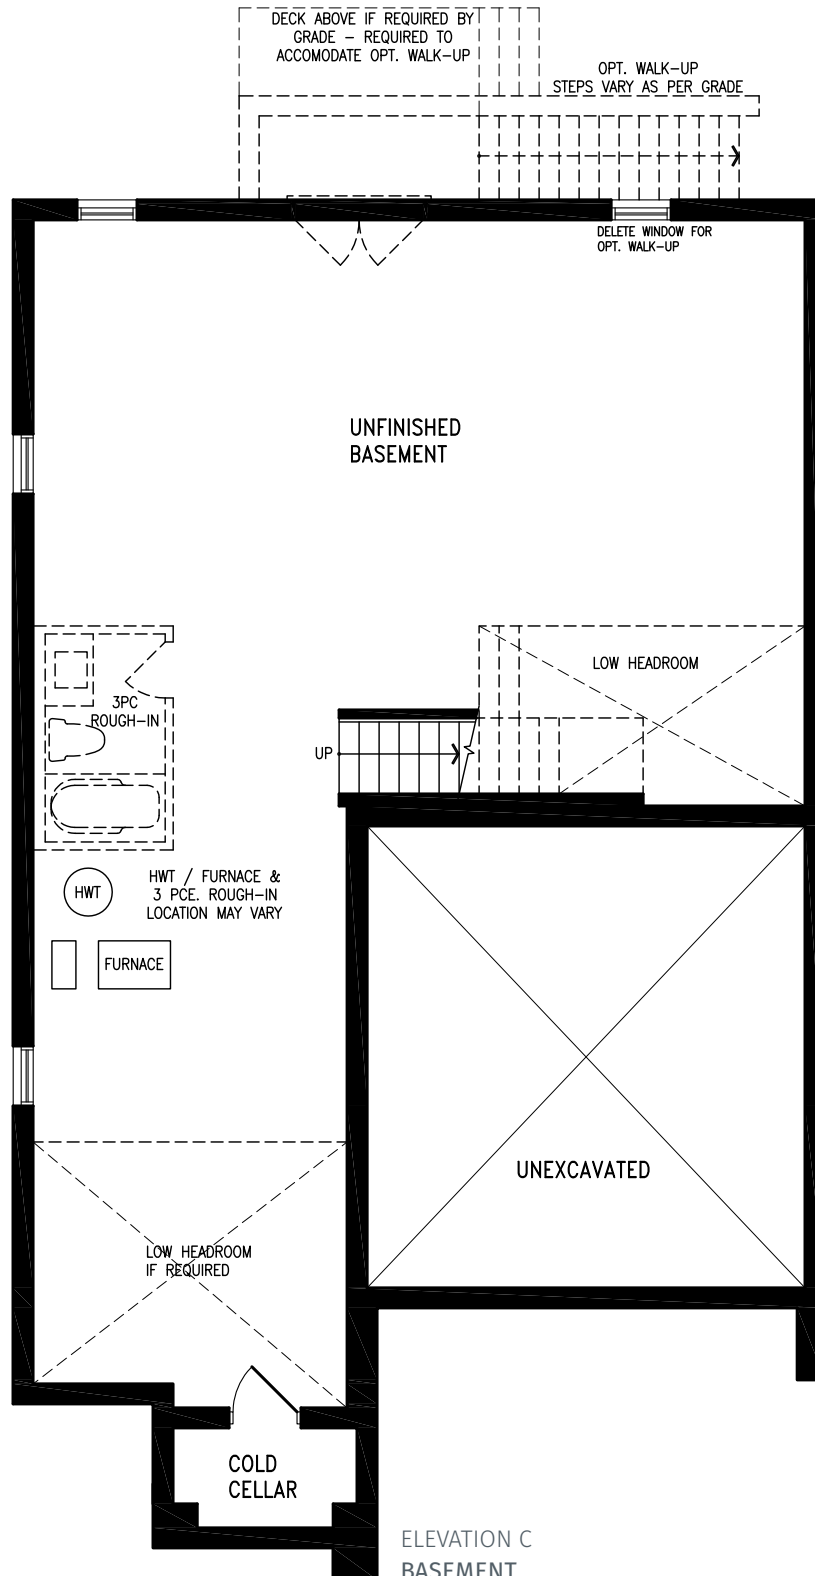 DECK ABOVE IF REQUIRED BY
GRADE – REQUIRED TO
ACCOMODATE OPT. WALK–UP
OPT. WALK–UP
STEPS VARY AS PER GRADE
DELETE WINDOW FOR
OPT. WALK–UP
UNFINISHED
BASEMENT
LOW HEADROOM
3PC
ROUGH–IN
UP
HWT
HWT / FURNACE &
3 PCE. ROUGH–IN
LOCATION MAY VARY
FURNACE
UNEXCAVATED
LOW HEADROOM
IF REQUIRED
COLD
CELLAR
ELEVATION C
BASEMENT